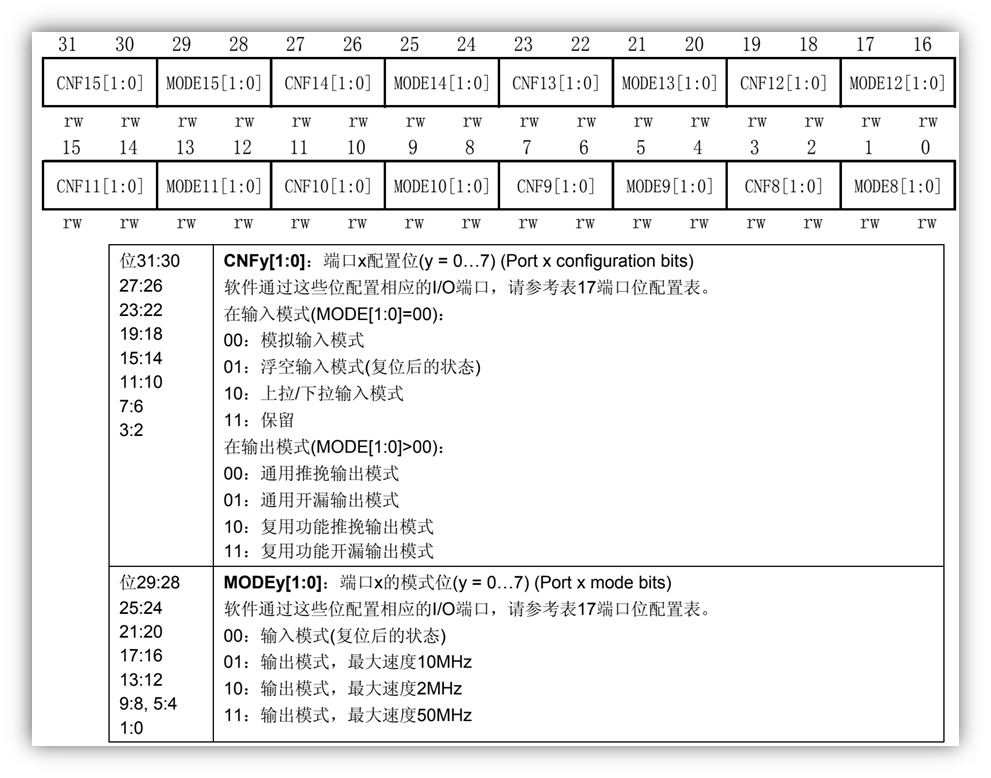 31 30 29 28 27 26 25 24 23 22 21 20 19 18 17 16
CNF15[1:0] MODE15[1:0] CNF14[1:0] MODE14[1:0] CNF13[1:0] MODE13[1:0] CNF12[1:0] MODE12[1:0]
rw rw rw rw rw rw rw rw rw rw rw rw rw rw rw rw
15 14 13 12 11 10 9 8 7 6 5 4 3 2 1 0
CNF11[1:0] MODE11[1:0] CNF10[1:0] MODE10[1:0] CNF9[1:0] MODE9[1:0] CNF8[1:0] MODE8[1:0]
rw rw rw rw rw rw rw rw rw rw rw rw rw rw rw rw
位31:30
27:26
23:22
19:18
15:14
11:10
7:6
3:2
CNFy[1:0]：端口x配置位(y = 0…7) (Port x configuration bits)
软件通过这些位配置相应的I/O端口，请参考表17端口位配置表。
在输入模式(MODE[1:0]=00)：
00：模拟输入模式
01：浮空输入模式(复位后的状态)
10：上拉/下拉输入模式
11：保留
在输出模式(MODE[1:0]>00)：
00：通用推挽输出模式
01：通用开漏输出模式
10：复用功能推挽输出模式
11：复用功能开漏输出模式
位29:28
25:24
21:20
17:16
13:12
9:8, 5:4
1:0
MODEy[1:0]：端口x的模式位(y = 0…7) (Port x mode bits)
软件通过这些位配置相应的I/O端口，请参考表17端口位配置表。
00：输入模式(复位后的状态)
01：输出模式，最大速度10MHz
10：输出模式，最大速度2MHz
11：输出模式，最大速度50MHz